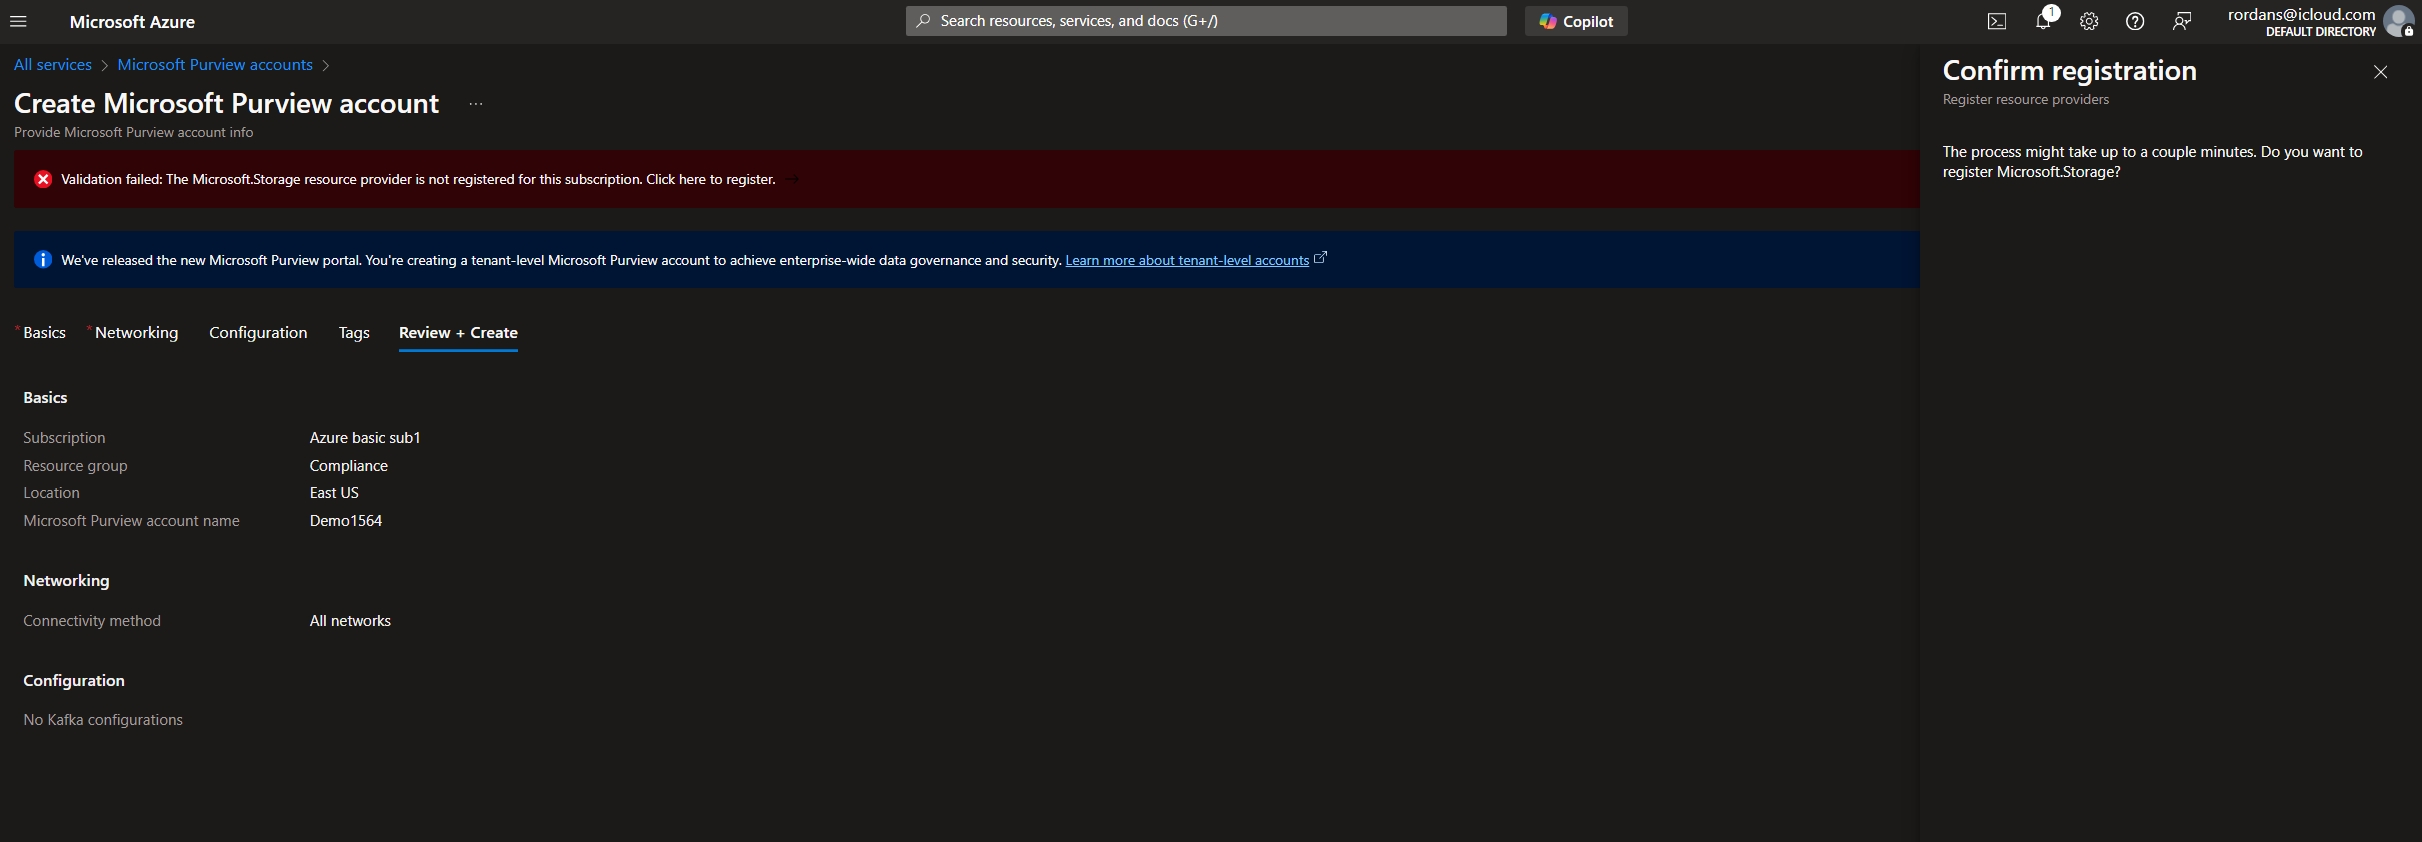 Microsoft Azure
Search resources, services, and docs (G+/)
Copilot
1
rordans@icloud.com
DEFAULT DIRECTORY
All services > Microsoft Purview accounts >
Create Microsoft Purview account ...
Provide Microsoft Purview account info
Validation failed: The Microsoft.Storage resource provider is not registered for this subscription. Click here to register. →
We've released the new Microsoft Purview portal. You're creating a tenant-level Microsoft Purview account to achieve enterprise-wide data governance and security. Learn more about tenant-level accounts
* Basics * Networking Configuration Tags Review + Create
Basics
Subscription Azure basic sub1
Resource group Compliance
Location East US
Microsoft Purview account name Demo1564
Networking
Connectivity method All networks
Configuration
No Kafka configurations
Confirm registration
Register resource providers
The process might take up to a couple minutes. Do you want to
register Microsoft.Storage?